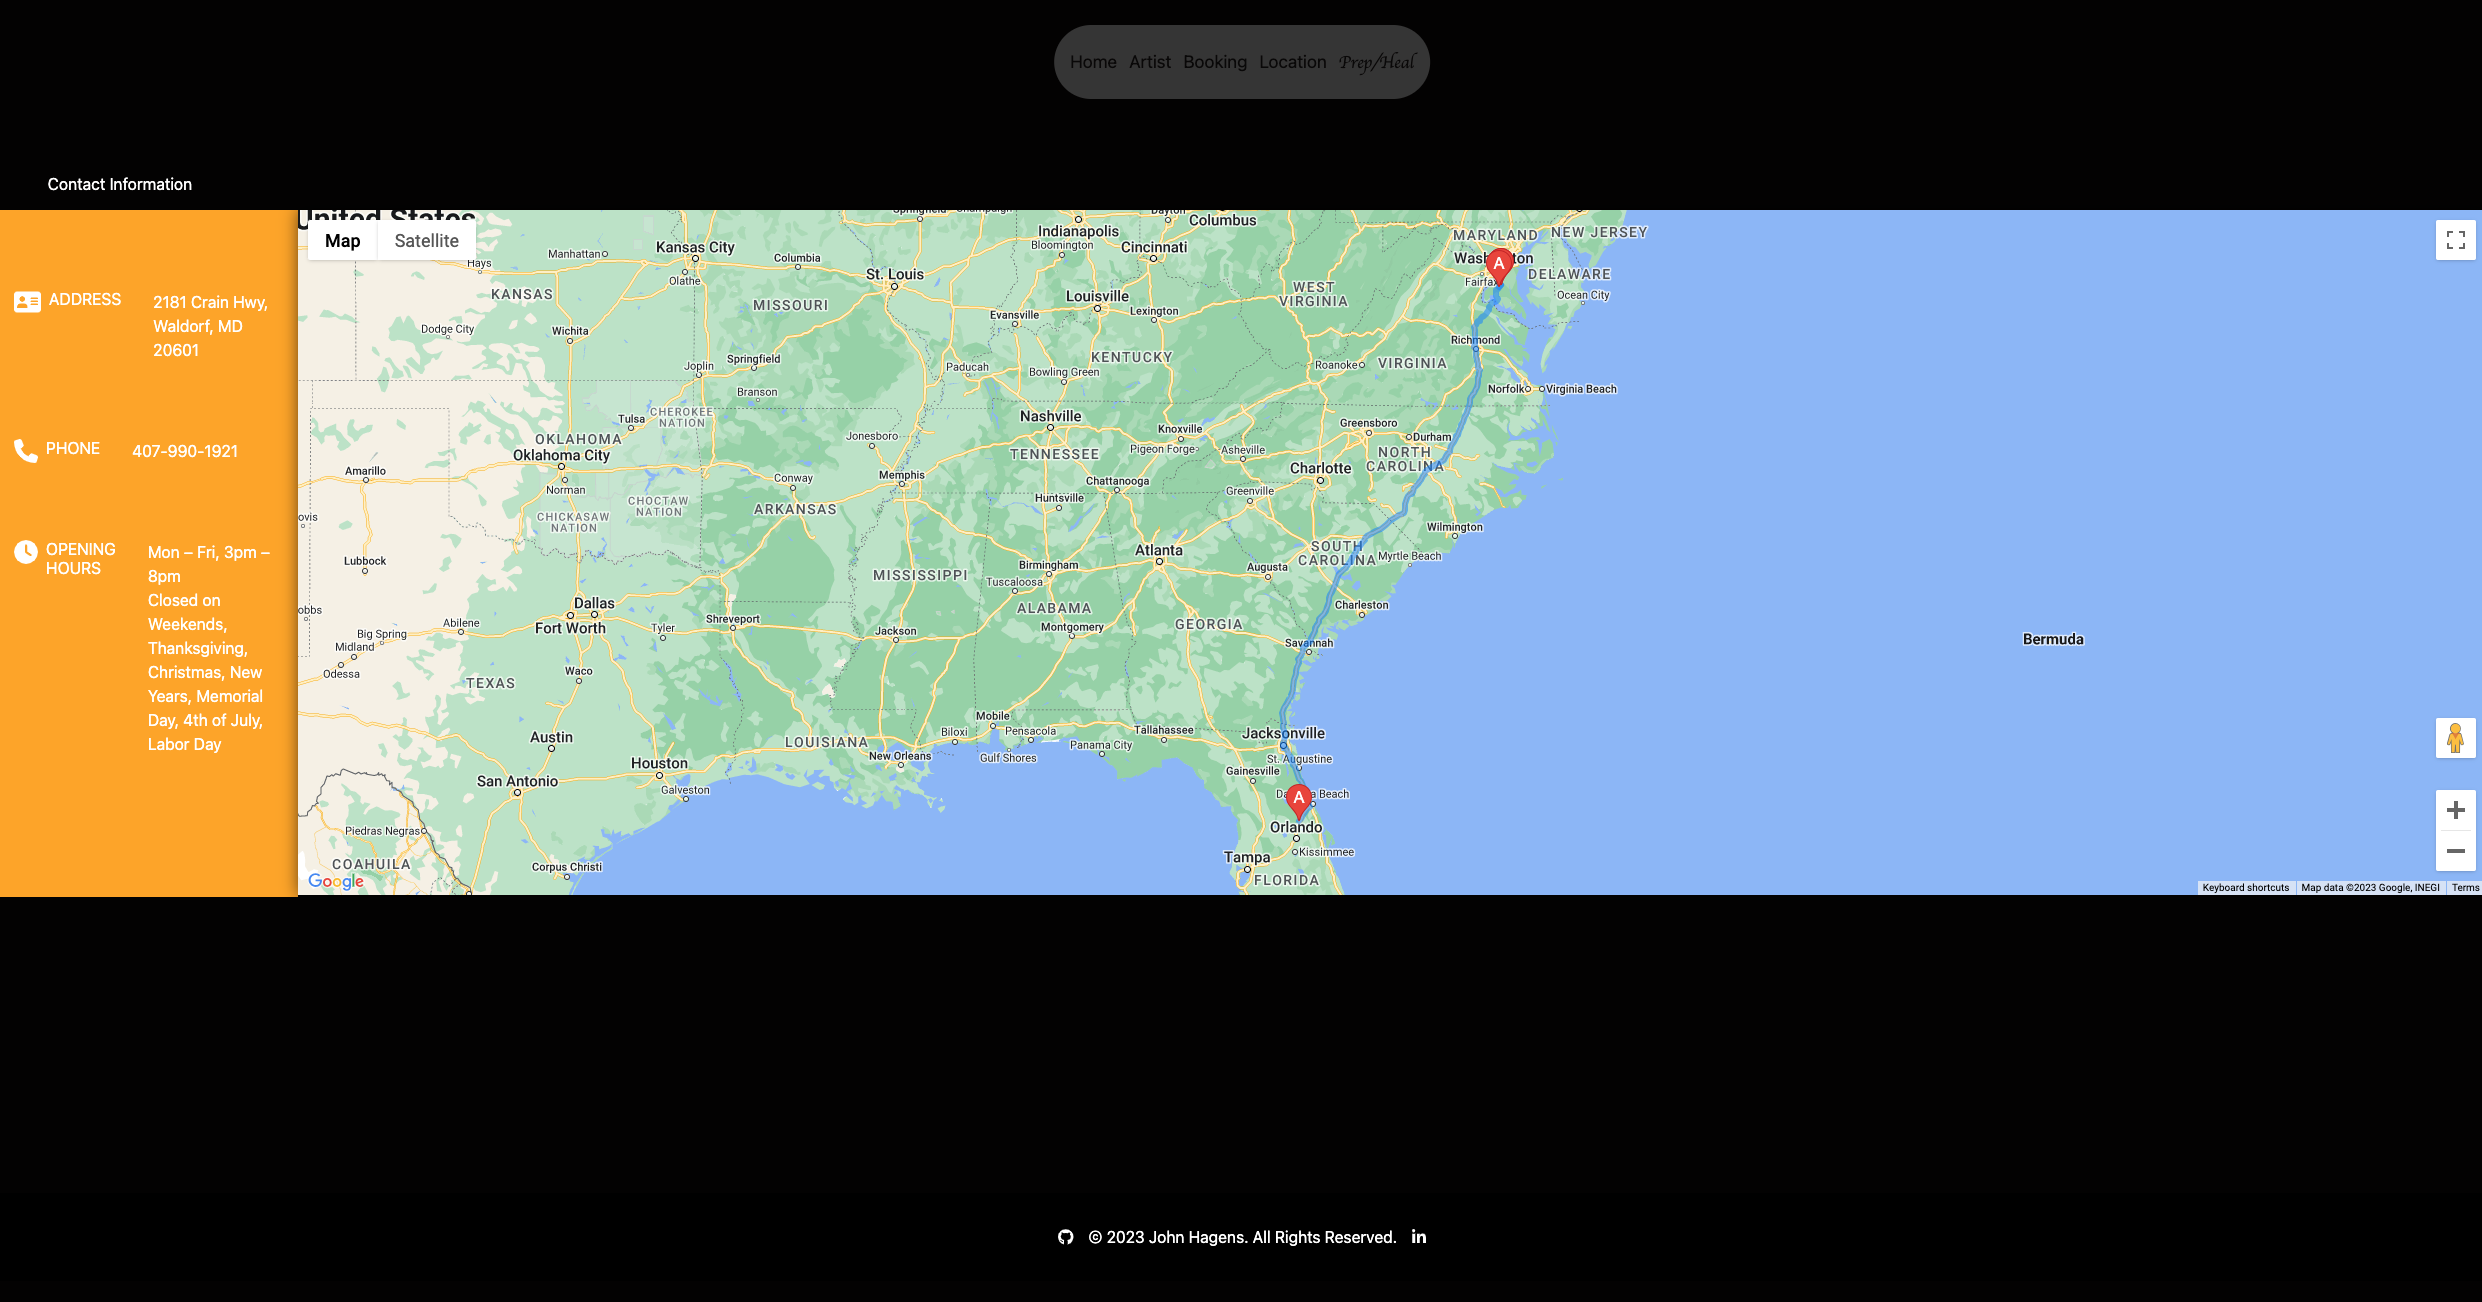 Home Artist Booking Location Prep/Heal
Contact Information
ADDRESS
2181 Crain Hwy,
Waldorf, MD
20601
PHONE
407-990-1921
OPENING
HOURS
Mon – Fri, 3pm –
8pm
Closed on
Weekends,
Thanksgiving,
Christmas, New
Years, Memorial
Day, 4th of July,
Labor Day
United States
Map Satellite
Springfield
Dayton
Columbus
Indianapolis
Bloomington
Cincinnati
MARYLAND
NEW JERSEY
Kansas City
Manhattan
Columbia
Hays
Olathe
St. Louis
A
Fairfax
DELAWARE
Ocean City
KANSAS
MISSOURI
Louisville
Lexington
Evansville
WEST
VIRGINIA
Dodge City
Wichita
Richmond
Springfield
Joplin
Branson
Paducah
Bowling Green
KENTUCKY
Roanoke
VIRGINIA
Norfolk
Virginia Beach
Tulsa
CHEROKEE
NATION
Nashville
Knoxville
Greensboro
Durham
OKLAHOMA
Oklahoma City
Jonesboro
TENNESSEE
Pigeon Forge
Asheville
NORTH
CAROLINA
Charlotte
Amarillo
Norman
Conway
Memphis
Chattanooga
Huntsville
Greenville
CHOCTAW
NATION
CHICKASAW
NATION
ARKANSAS
ovis
Wilmington
Lubbock
Atlanta
Birmingham
Tuscaloosa
Augusta
SOUTH
CAROLINA
Myrtle Beach
MISSISSIPPI
obbs
Dallas
Fort Worth
Abilene
Tyler
Shreveport
Jackson
ALABAMA
Montgomery
GEORGIA
Charleston
Savannah
Big Spring
Midland
Odessa
Waco
TEXAS
Bermuda
Austin
Mobile
Pensacola
Biloxi
Gulf Shores
Panama City
Tallahassee
Jacksonville
LOUISIANA
New Orleans
St. Augustine
Gainesville
San Antonio
Houston
Galveston
A
Beach
Piedras Negras
Orlando
Kissimmee
Tampa
FLORIDA
COAHUILA
Corpus Christi
Google
Keyboard shortcuts Map data ©2023 Google, INEGI Terms
© 2023 John Hagens. All Rights Reserved. in